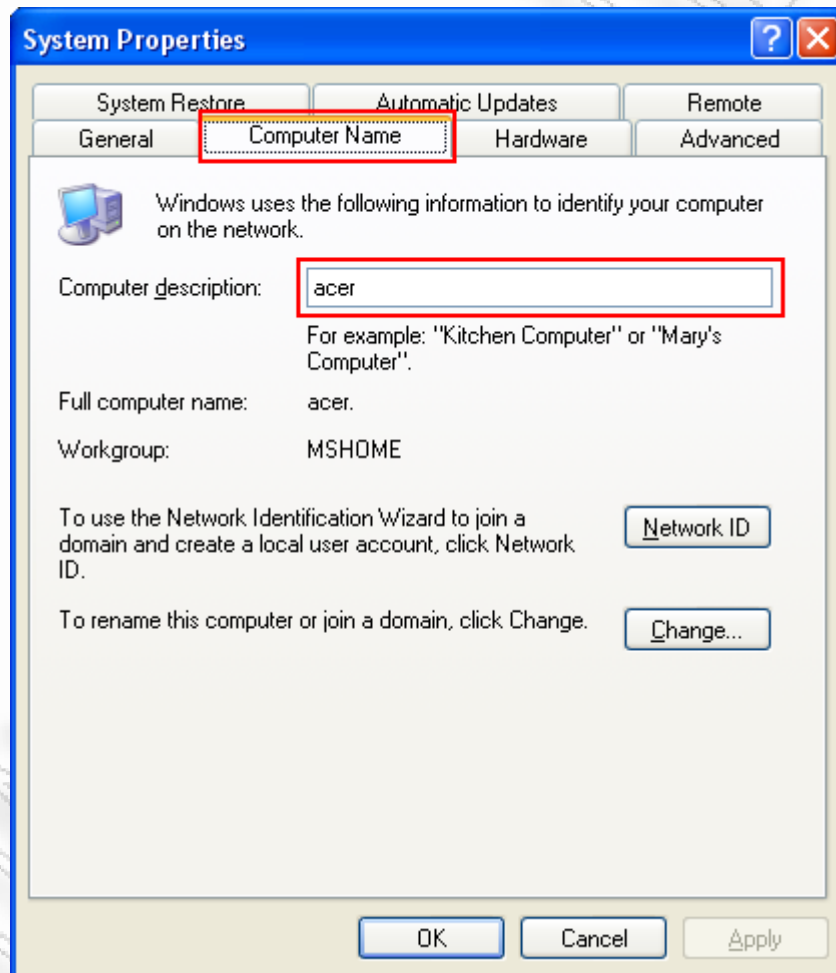 System Properties
System Restore Automatic Updates Remote
General Computer Name Hardware Advanced
Windows uses the following information to identify your computer
on the network.
Computer description: acer
For example: "Kitchen Computer" or "Mary's
Computer".
Full computer name: acer.
Workgroup: MSHOME
To use the Network Identification Wizard to join a
domain and create a local user account, click Network
ID.
Network ID
To rename this computer or join a domain, click Change.
Change...
OK Cancel Apply